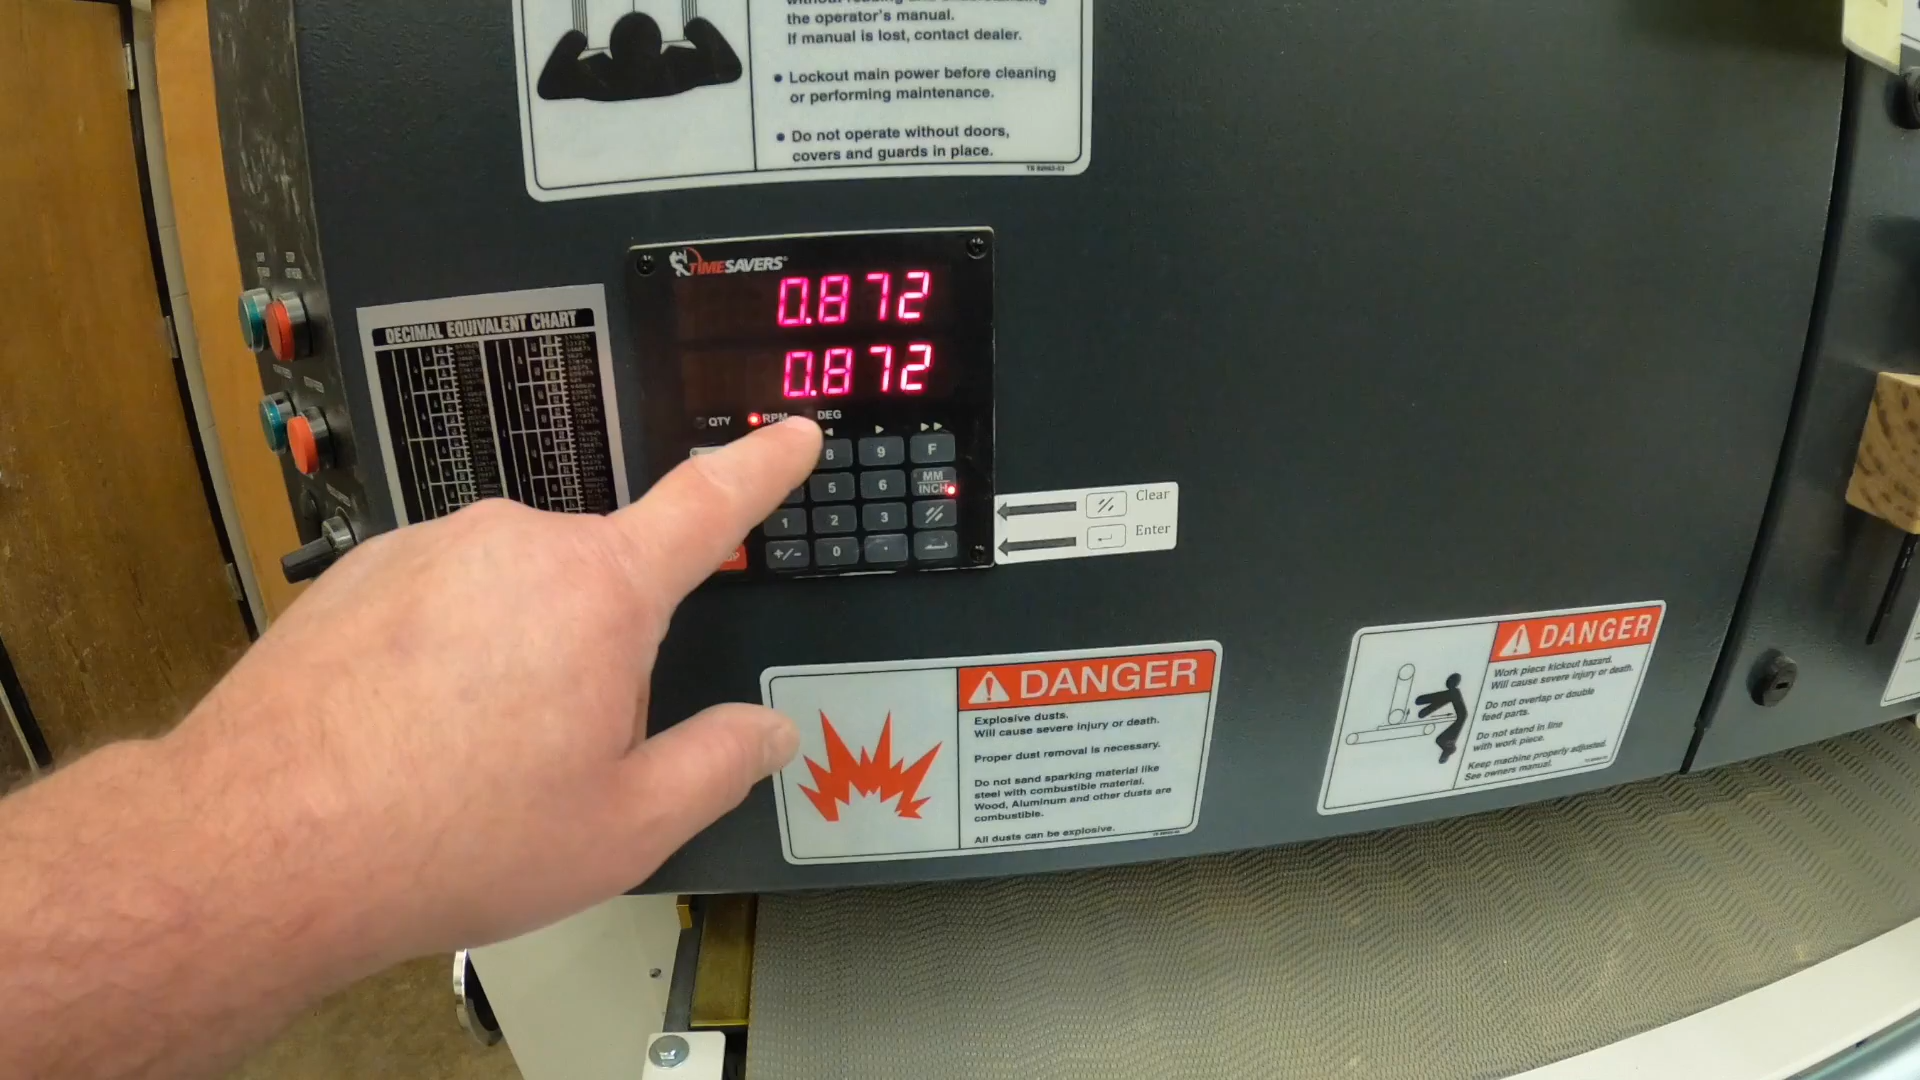 the operator's manual.
If manual is lost, contact dealer.
• Lockout main power before cleaning
or performing maintenance.
• Do not operate without doors,
covers and guards in place.
TIMESAVERS
0.872
0.872
DECIMAL EQUIVALENT CHART
QTY RPM DEG
8 9 F
5 6 MM
INCH
1 2 3
+/- 0 .
Clear
Enter
DANGER
Explosive dusts.
Will cause severe injury or death.
Proper dust removal is necessary.
Do not sand sparking material like
steel with combustible material.
Wood, Aluminum and other dusts are
combustible.
All dusts can be explosive.
DANGER
Work piece kickout hazard.
Will cause severe injury or death.
Do not overlap or double
feed parts.
Do not stand in line
with work piece.
Keep machine properly adjusted.
See owners manual.